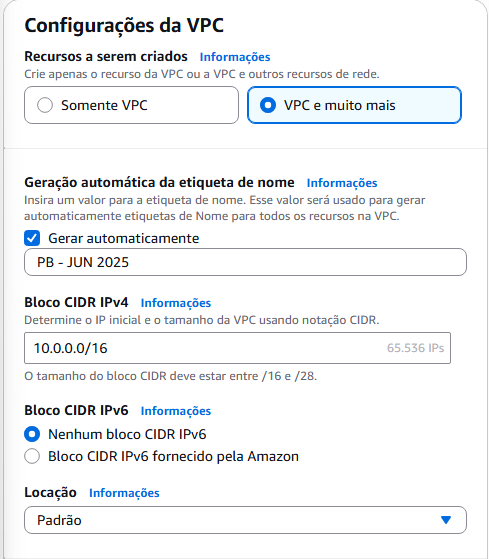 Configurações da VPC
Recursos a serem criados Informações
Crie apenas o recurso da VPC ou a VPC e outros recursos de rede.
Somente VPC
VPC e muito mais
Geração automática da etiqueta de nome Informações
Insira um valor para a etiqueta de nome. Esse valor será usado para gerar
automaticamente etiquetas de Nome para todos os recursos na VPC.
Gerar automaticamente
PB - JUN 2025
Bloco CIDR IPv4 Informações
Determine o IP inicial e o tamanho da VPC usando notação CIDR.
10.0.0.0/16 65.536 IPs
O tamanho do bloco CIDR deve estar entre /16 e /28.
Bloco CIDR IPv6 Informações
Nenhum bloco CIDR IPv6
Bloco CIDR IPv6 fornecido pela Amazon
Locação Informações
Padrão